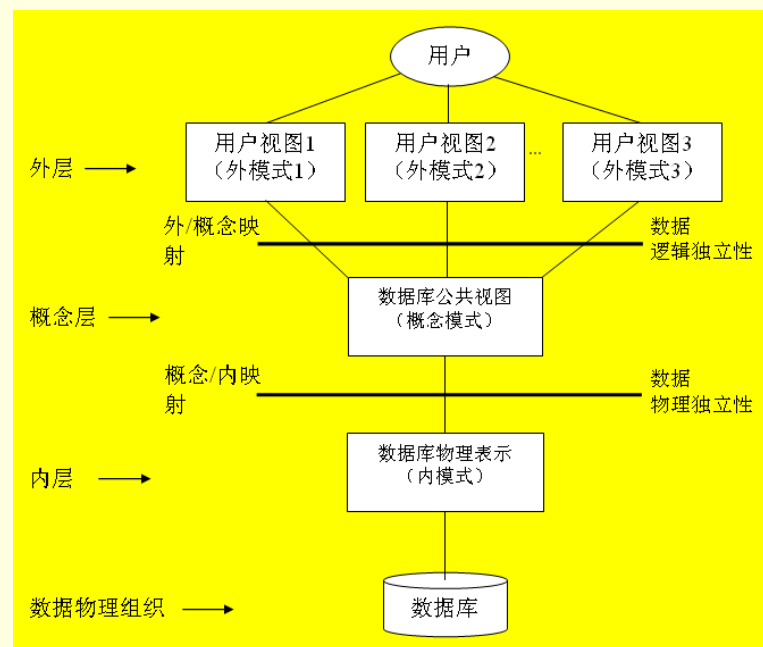 用户
用户视图1
（外模式1）
用户视图2
（外模式2）
...
用户视图3
（外模式3）
外层
外/概念映
射
数据
逻辑独立性
数据库公共视图
（概念模式）
概念层
概念/内映
射
数据
物理独立性
数据库物理表示
（内模式）
内层
数据物理组织
数据库